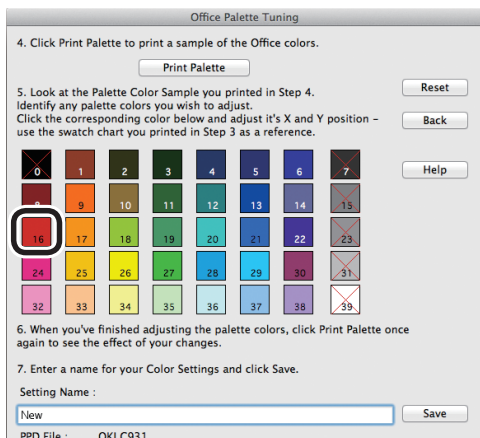 Office Palette Tuning
4. Click Print Palette to print a sample of the Office colors.
Print Palette
5. Look at the Palette Color Sample you printed in Step 4.
Identify any palette colors you wish to adjust.
Click the corresponding color below and adjust it's X and Y position –
use the swatch chart you printed in Step 3 as a reference.
Reset
Back
Help
0 1 2 3 4 5 6 7
8 9 10 11 12 13 14 15
16 17 18 19 20 21 22 23
24 25 26 27 28 29 30 31
32 33 34 35 36 37 38 39
6. When you've finished adjusting the palette colors, click Print Palette once
again to see the effect of your changes.
7. Enter a name for your Color Settings and click Save.
Setting Name :
New
Save
PPD File : OKLC931